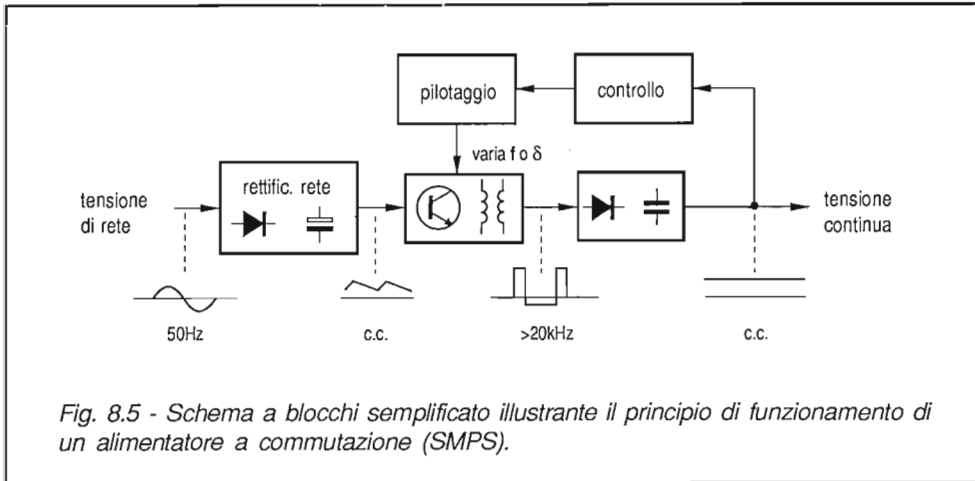 pilotaggio
controllo
varia f o δ
rettific. rete
tensione
di rete
tensione
continua
50Hz
c.c.
>20kHz
c.c.
Fig. 8.5 - Schema a blocchi semplificato illustrante il principio di funzionamento di
un alimentatore a commutazione (SMPS).